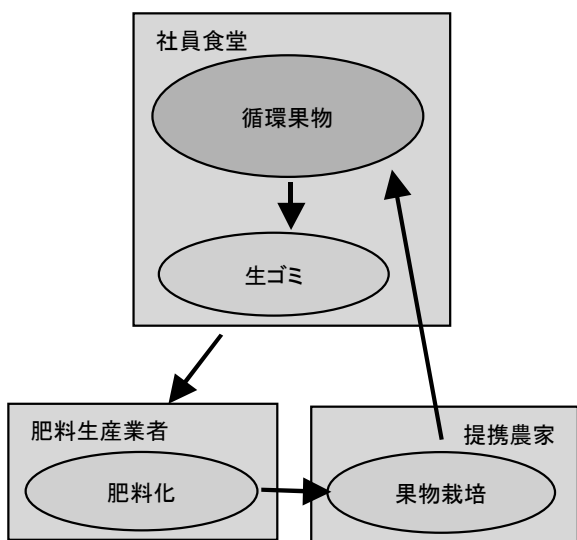 社員食堂
循環果物
生ゴミ
肥料生産業者
肥料化
提携農家
果物栽培